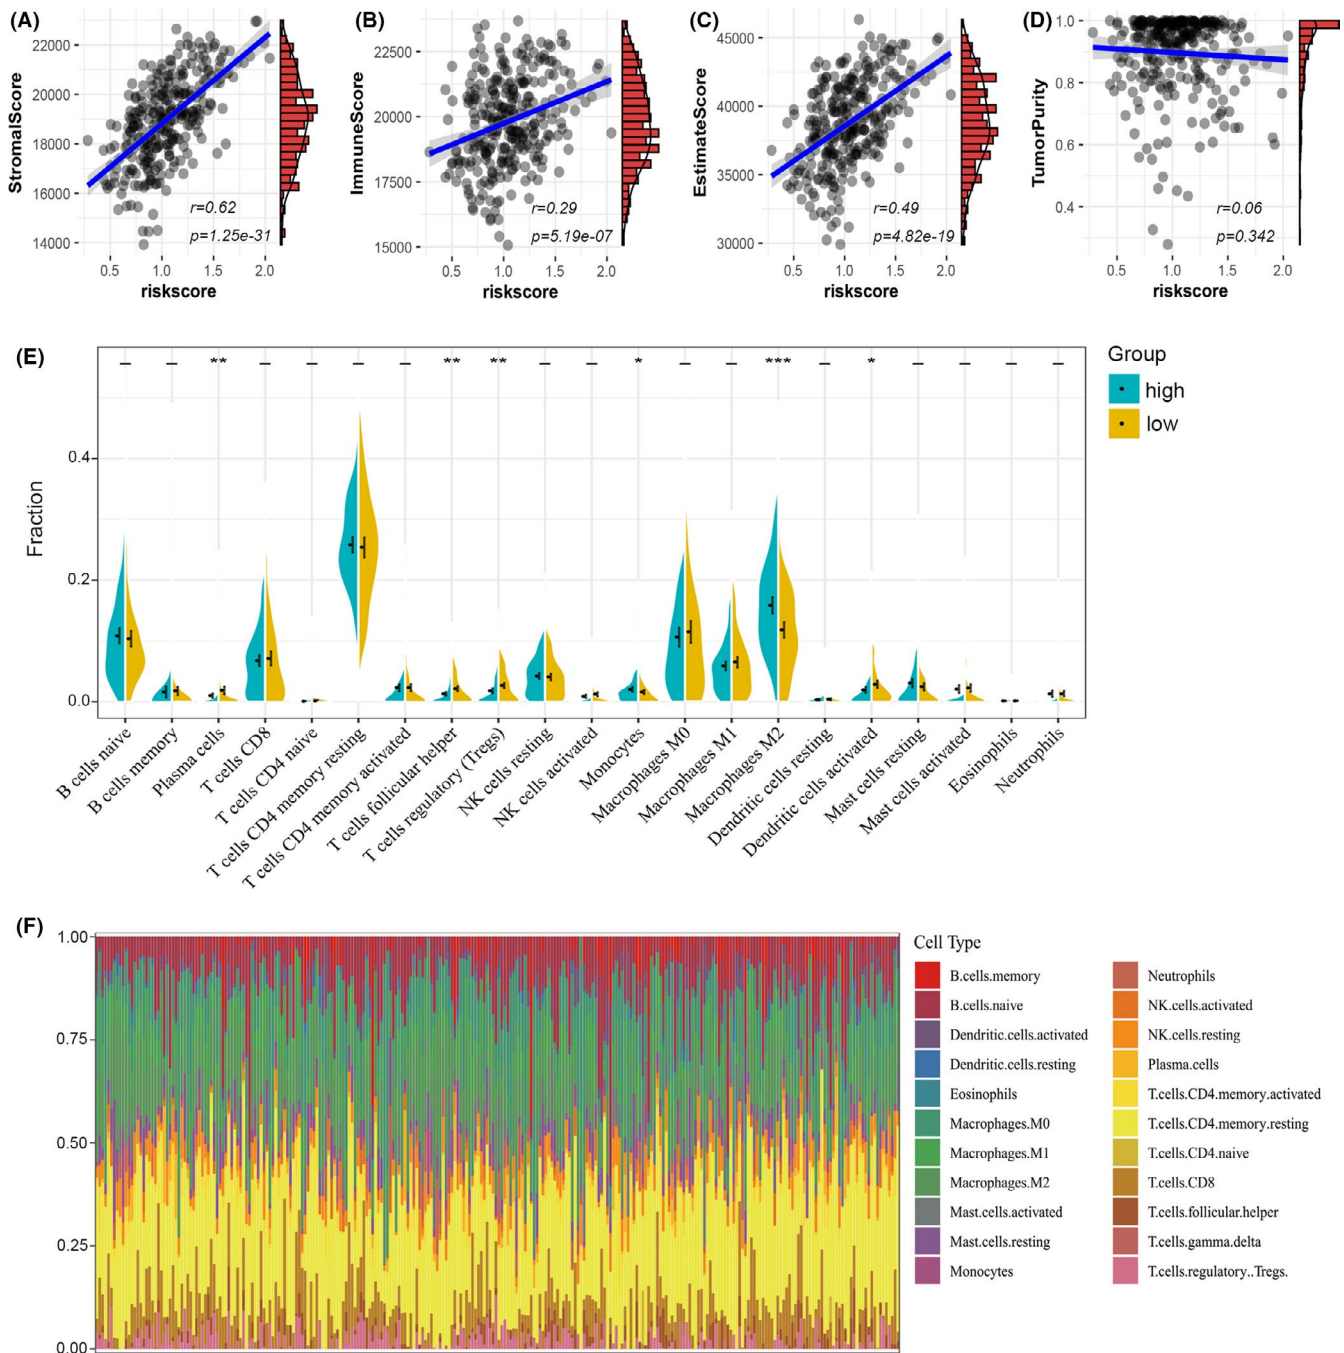 (A)
StromalScore
22000
20000
18000
16000
14000
r=0.62
p=1.25e-31
0.5 1.0 1.5 2.0
riskscore
(B)
ImmuneScore
22500
20000
17500
15000
r=0.29
p=5.19e-07
0.5 1.0 1.5 2.0
riskscore
(C)
EstimateScore
45000
40000
35000
30000
r=0.49
p=4.82e-19
0.5 1.0 1.5 2.0
riskscore
(D)
TumorPurity
1.0
0.8
0.6
0.4
r=0.06
p=0.342
0.5 1.0 1.5 2.0
riskscore
(E)
– – ** – – – – ** ** – – * – – *** – * – – – –
Fraction
0.4
0.2
0.0
B cells naive
B cells memory
Plasma cells
T cells CD8
T cells CD4 naive
T cells CD4 memory resting
T cells CD4 memory activated
T cells follicular helper
T cells regulatory (Tregs)
NK cells resting
NK cells activated
Monocytes
Macrophages M0
Macrophages M1
Macrophages M2
Dendritic cells resting
Dendritic cells activated
Mast cells resting
Mast cells activated
Eosinophils
Neutrophils
Group
high
low
(F)
1.00
0.75
0.50
0.25
0.00
Cell Type
B.cells.memory
B.cells.naive
Dendritic.cells.activated
Dendritic.cells.resting
Eosinophils
Macrophages.M0
Macrophages.M1
Macrophages.M2
Mast.cells.activated
Mast.cells.resting
Monocytes
Neutrophils
NK.cells.activated
NK.cells.resting
Plasma.cells
T.cells.CD4.memory.activated
T.cells.CD4.memory.resting
T.cells.CD4.naive
T.cells.CD8
T.cells.follicular.helper
T.cells.gamma.delta
T.cells.regulatory..Tregs.